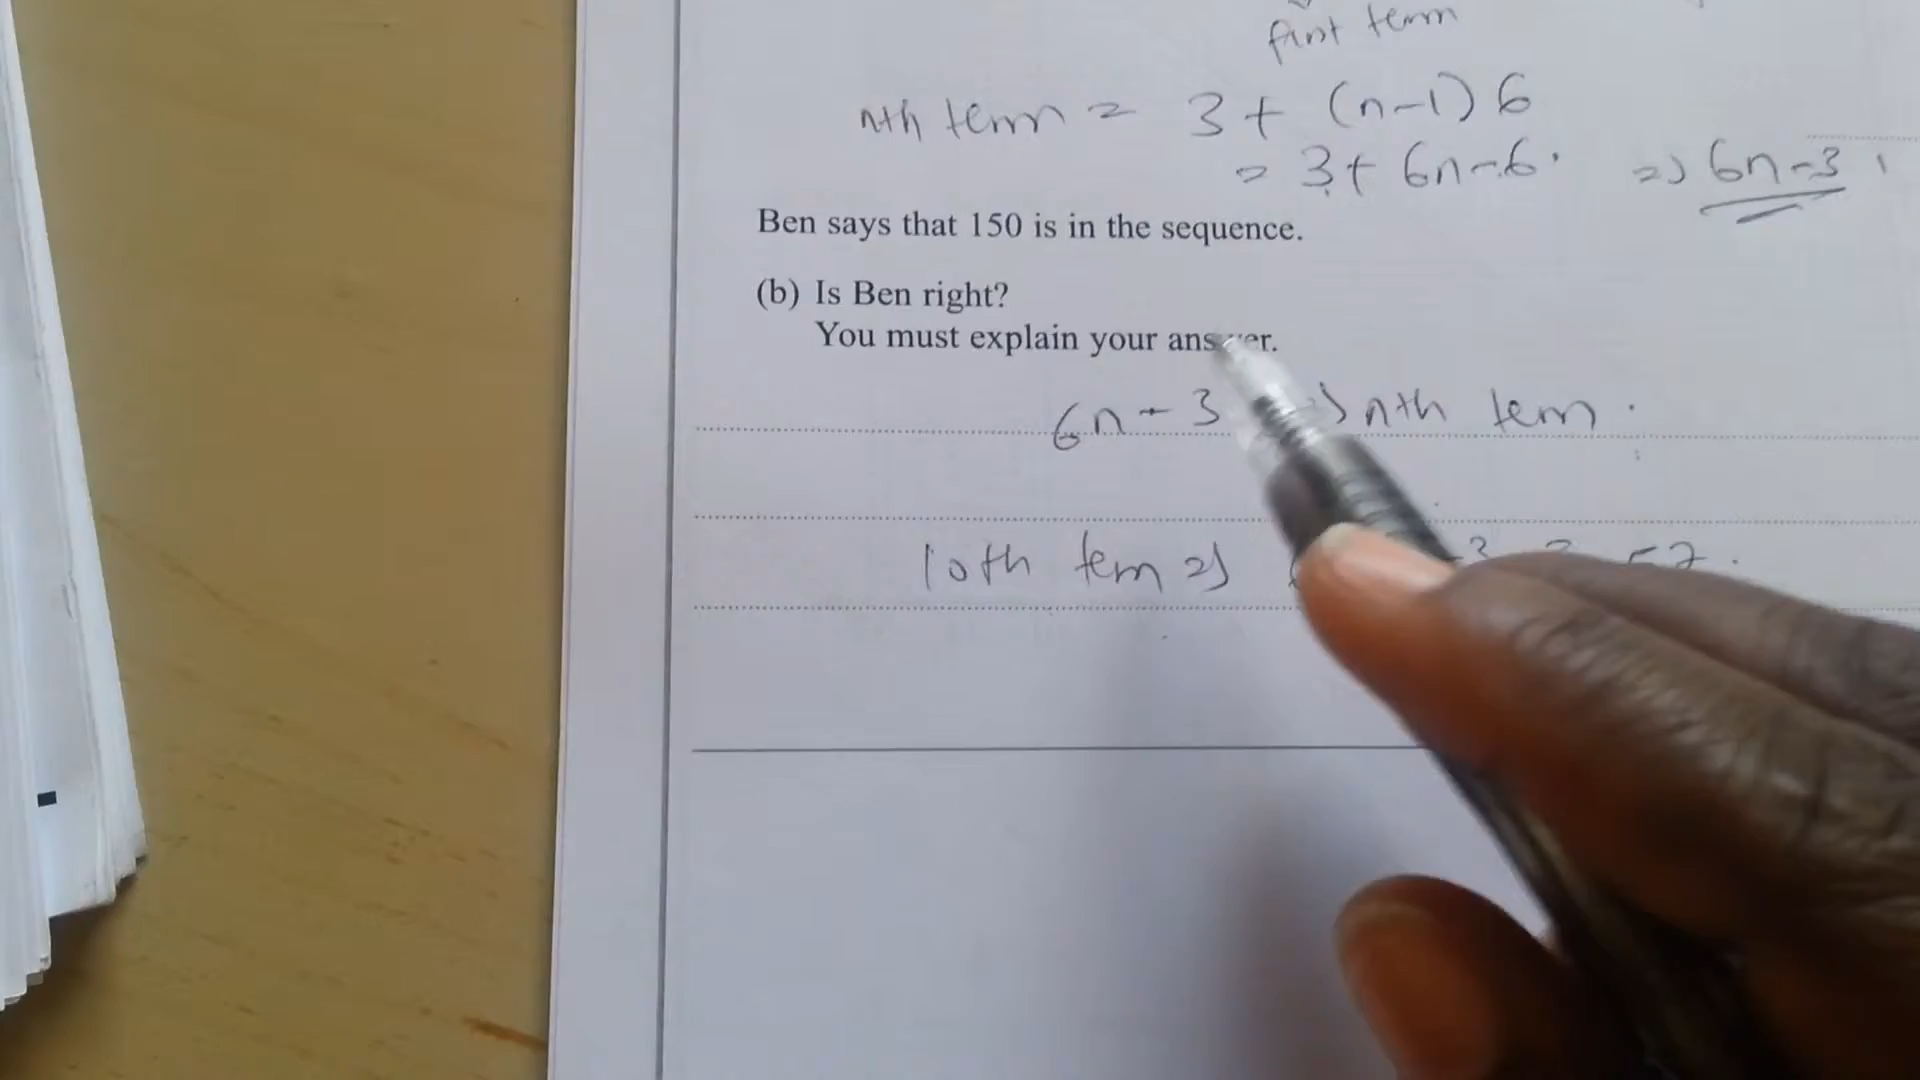 first term
nth term = 3 + (n-1) 6
= 3 + 6n - 6. => 6n-3
Ben says that 150 is in the sequence.
(b) Is Ben right?
You must explain your answer.
6n - 3 nth term.
10th term => 57.